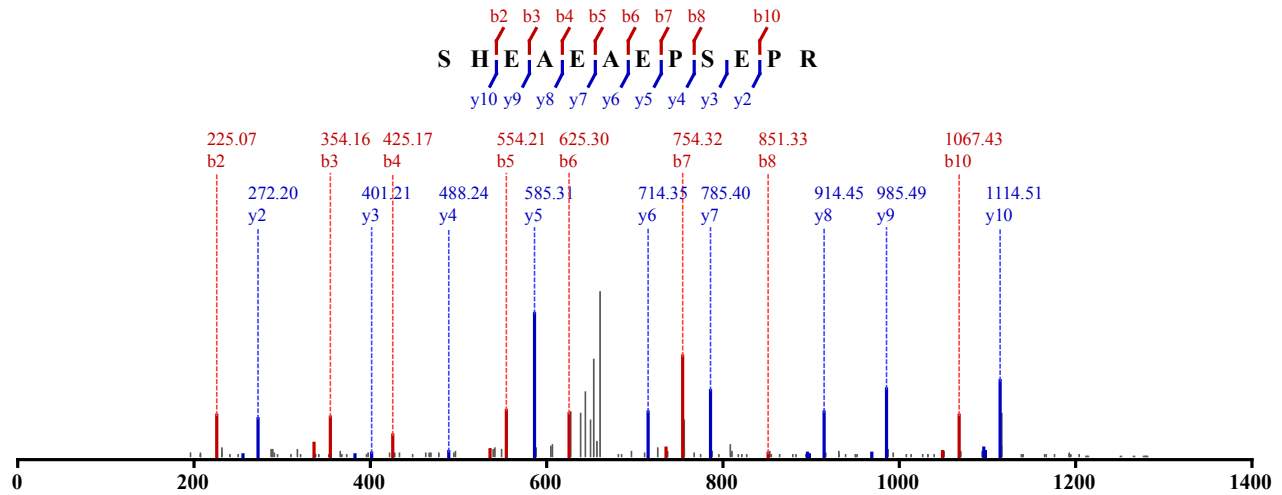 b2 b3 b4 b5 b6 b7 b8 b10
S H E A E A E P S E P R
y10 y9 y8 y7 y6 y5 y4 y3 y2
225.07 354.16 425.17 554.21 625.30 754.32 851.33 1067.43
b2 b3 b4 b5 b6 b7 b8 b10
272.20 401.21 488.24 585.31 714.35 785.40 914.45 985.49 1114.51
y2 y3 y4 y5 y6 y7 y8 y9 y10
0 200 400 600 800 1000 1200 1400